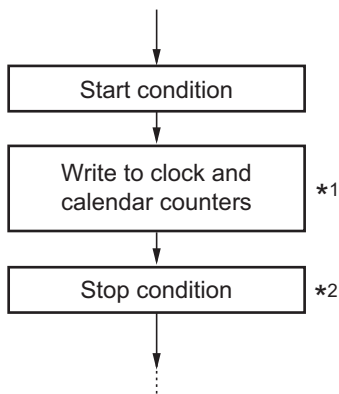 Start condition
Write to clock and
calendar counters
*1
Stop condition
*2